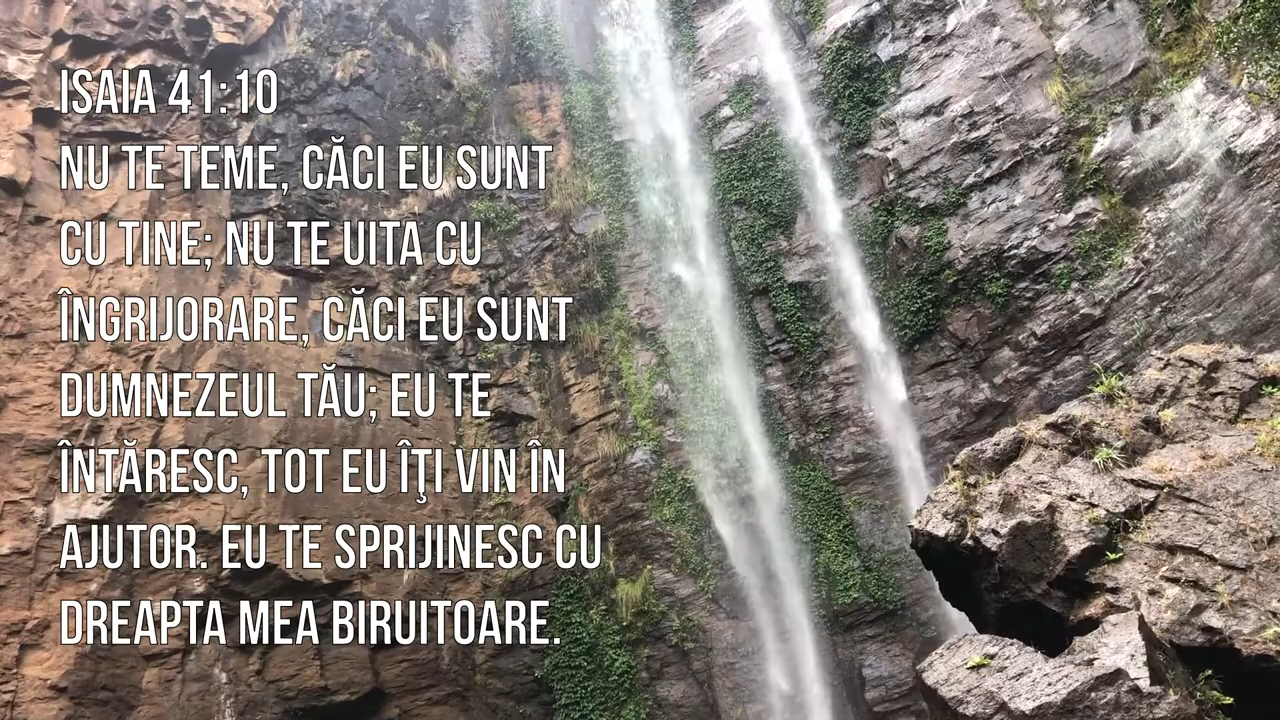 ISAIA 41:10
NU TE TEME, CĂCI EU SUNT
CU TINE; NU TE UITA CU
ÎNGRIJORARE, CĂCI EU SUNT
DUMNEZEUL TĂU; EU TE
ÎNTĂRESC, TOT EU ÎŢI VIN ÎN
AJUTOR. EU TE SPRIJINESC CU
DREAPTA MEA BIRUITOARE.